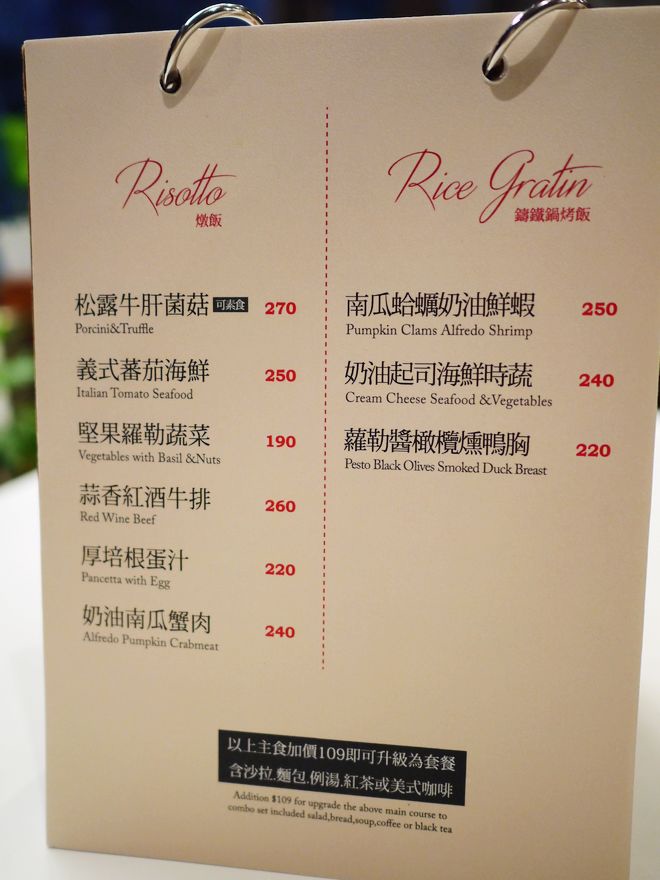 Risotto
燉飯
松露牛肝菌菇 可素食 270
Porcini&Truffle
義式蕃茄海鮮 250
Italian Tomato Seafood
堅果羅勒蔬菜 190
Vegetables with Basil &Nuts
蒜香紅酒牛排 260
Red Wine Beef
厚培根蛋汁 220
Pancetta with Egg
奶油南瓜蟹肉 240
Alfredo Pumpkin Crabmeat
Rice Gratin
鑄鐵鍋烤飯
南瓜蛤蠣奶油鮮蝦 250
Pumpkin Clams Alfredo Shrimp
奶油起司海鮮時蔬 240
Cream Cheese Seafood &Vegetables
蘿勒醬橄欖燻鴨胸 220
Pesto Black Olives Smoked Duck Breast
以上主食加價109即可升級為套餐
含沙拉.麵包.例湯.紅茶或美式咖啡
Addition $109 for upgrade the above main course to
combo set included salad,bread,soup,coffee or black tea